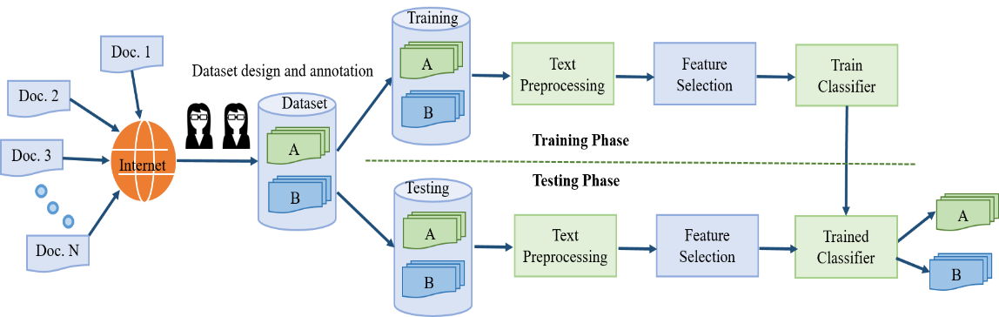 Doc. 1
Doc. 2
Doc. 3
Doc. N
Internet
Dataset design and annotation
Dataset
A
B
Training
A
B
Text
Preprocessing
Feature
Selection
Train
Classifier
Training Phase
Testing Phase
Testing
A
B
Text
Preprocessing
Feature
Selection
Trained
Classifier
A
B